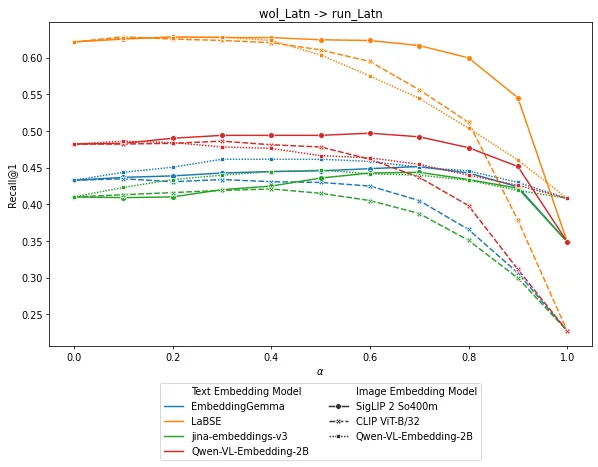 wol_Latn -> run_Latn
Recall@1
0.60
0.55
0.50
0.45
0.40
0.35
0.30
0.25
0.0
0.2
0.4
0.6
0.8
1.0
α
Text Embedding Model
EmbeddingGemma
LaBSE
jina-embeddings-v3
Qwen-VL-Embedding-2B
Image Embedding Model
SigLIP 2 So400m
CLIP ViT-B/32
Qwen-VL-Embedding-2B